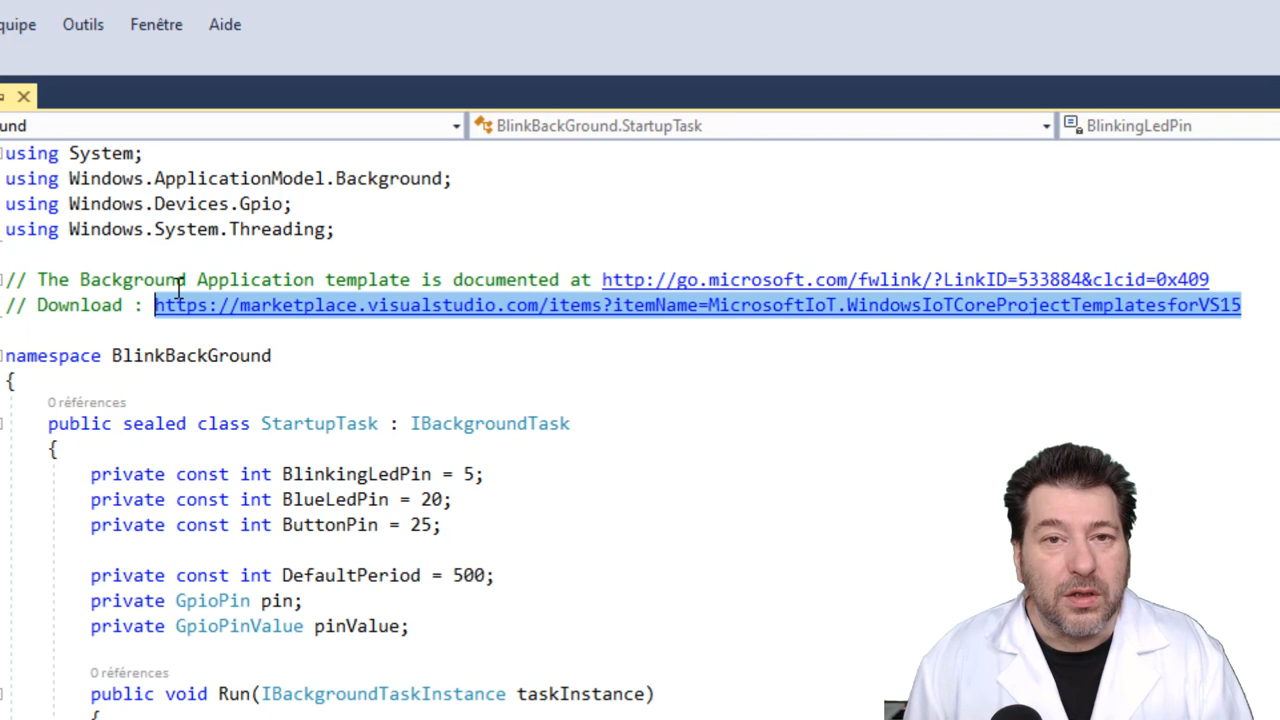 Outils Fenêtre Aide
BlinkBackGround.StartupTask BlinkingLedPin
using System;
using Windows.ApplicationModel.Background;
using Windows.Devices.Gpio;
using Windows.System.Threading;
// The Background Application template is documented at http://go.microsoft.com/fwlink/?LinkID=533884&clcid=0x409
// Download : https://marketplace.visualstudio.com/items?itemName=MicrosoftIoT.WindowsIoTCoreProjectTemplatesforVS15
namespace BlinkBackGround
{
0 références
public sealed class StartupTask : IBackgroundTask
{
private const int BlinkingLedPin = 5;
private const int BlueLedPin = 20;
private const int ButtonPin = 25;
private const int DefaultPeriod = 500;
private GpioPin pin;
private GpioPinValue pinValue;
0 références
public void Run(IBackgroundTaskInstance taskInstance)
{